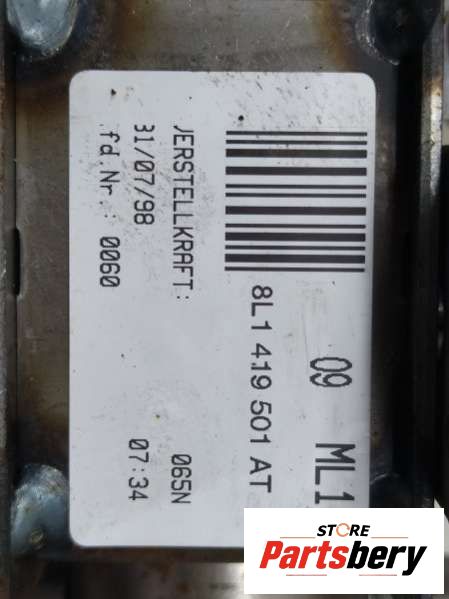 09 ML1
8L1 419 501 AT
VERSTELLKRAFT: 065N
31/07/98 07:34
fd.Nr.: 0060
STORE
Partsbery